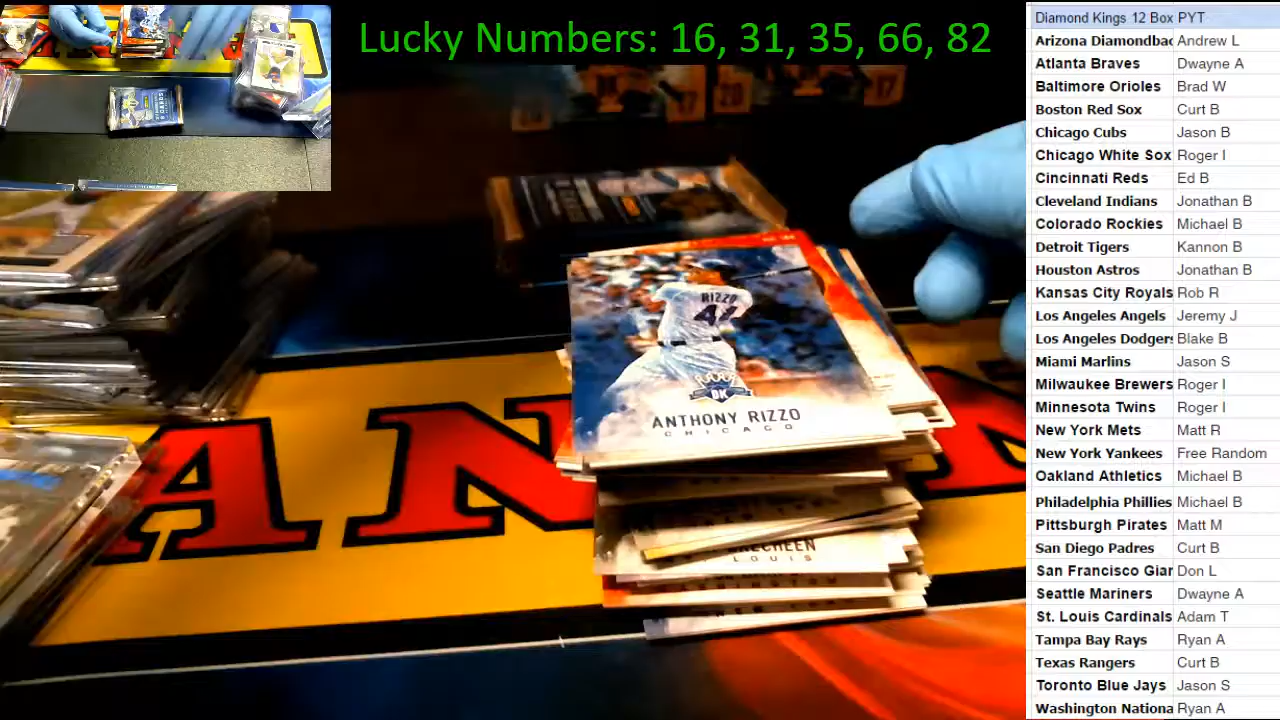 Lucky Numbers: 16, 31, 35, 66, 82
Diamond Kings 12 Box PYT
Arizona Diamondbac Andrew L
Atlanta Braves Dwayne A
Baltimore Orioles Brad W
Boston Red Sox Curt B
Chicago Cubs Jason B
Chicago White Sox Roger I
Cincinnati Reds Ed B
Cleveland Indians Jonathan B
Colorado Rockies Michael B
Detroit Tigers Kannon B
Houston Astros Jonathan B
Kansas City Royals Rob R
Los Angeles Angels Jeremy J
Los Angeles Dodgers Blake B
Miami Marlins Jason S
Milwaukee Brewers Roger I
Minnesota Twins Roger I
New York Mets Matt R
New York Yankees Free Random
Oakland Athletics Michael B
Philadelphia Phillies Michael B
Pittsburgh Pirates Matt M
San Diego Padres Curt B
San Francisco Gian Don L
Seattle Mariners Dwayne A
St. Louis Cardinals Adam T
Tampa Bay Rays Ryan A
Texas Rangers Curt B
Toronto Blue Jays Jason S
Washington Nationa Ryan A
RIZZO
44
DK
ANTHONY RIZZO
CHICAGO
LOUIS
AN